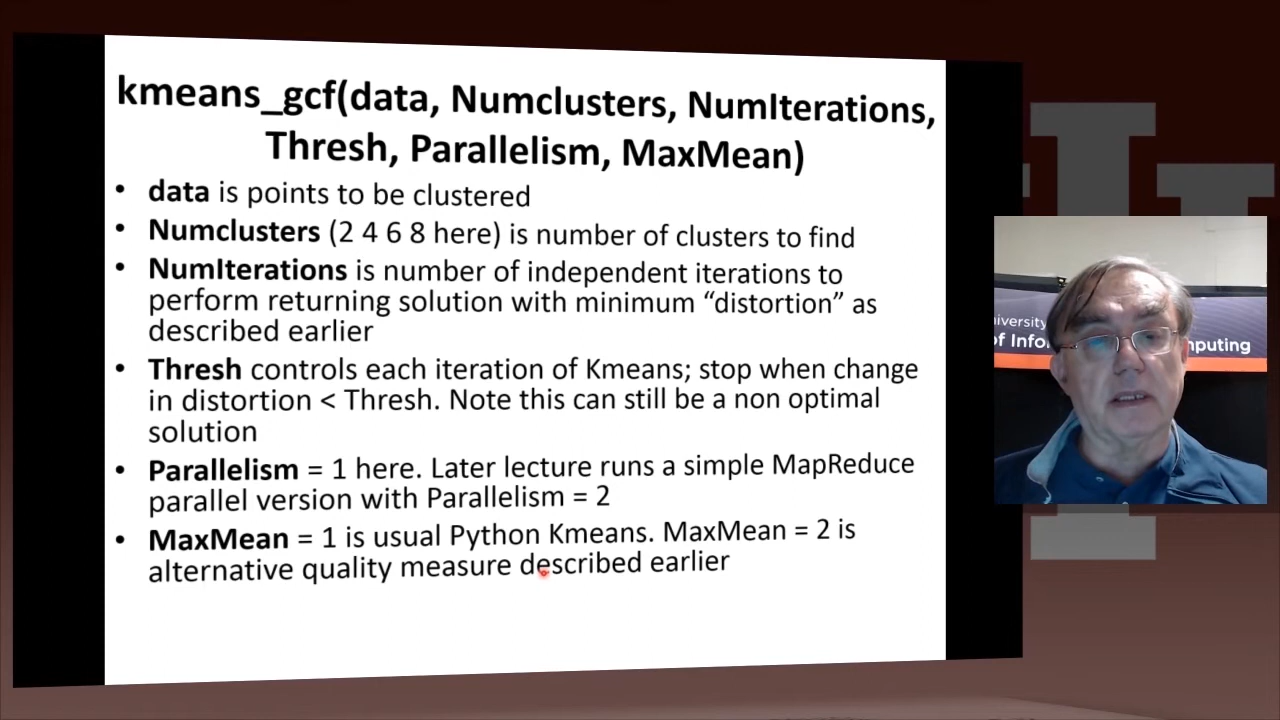 kmeans_gcf(data, Numclusters, NumIterations,
Thresh, Parallelism, MaxMean)
• data is points to be clustered
• Numclusters (2 4 6 8 here) is number of clusters to find
• NumIterations is number of independent iterations to
perform returning solution with minimum “distortion” as
described earlier
• Thresh controls each iteration of Kmeans; stop when change
in distortion < Thresh. Note this can still be a non optimal
solution
• Parallelism = 1 here. Later lecture runs a simple MapReduce
parallel version with Parallelism = 2
• MaxMean = 1 is usual Python Kmeans. MaxMean = 2 is
alternative quality measure described earlier
iversity
of Info
puting